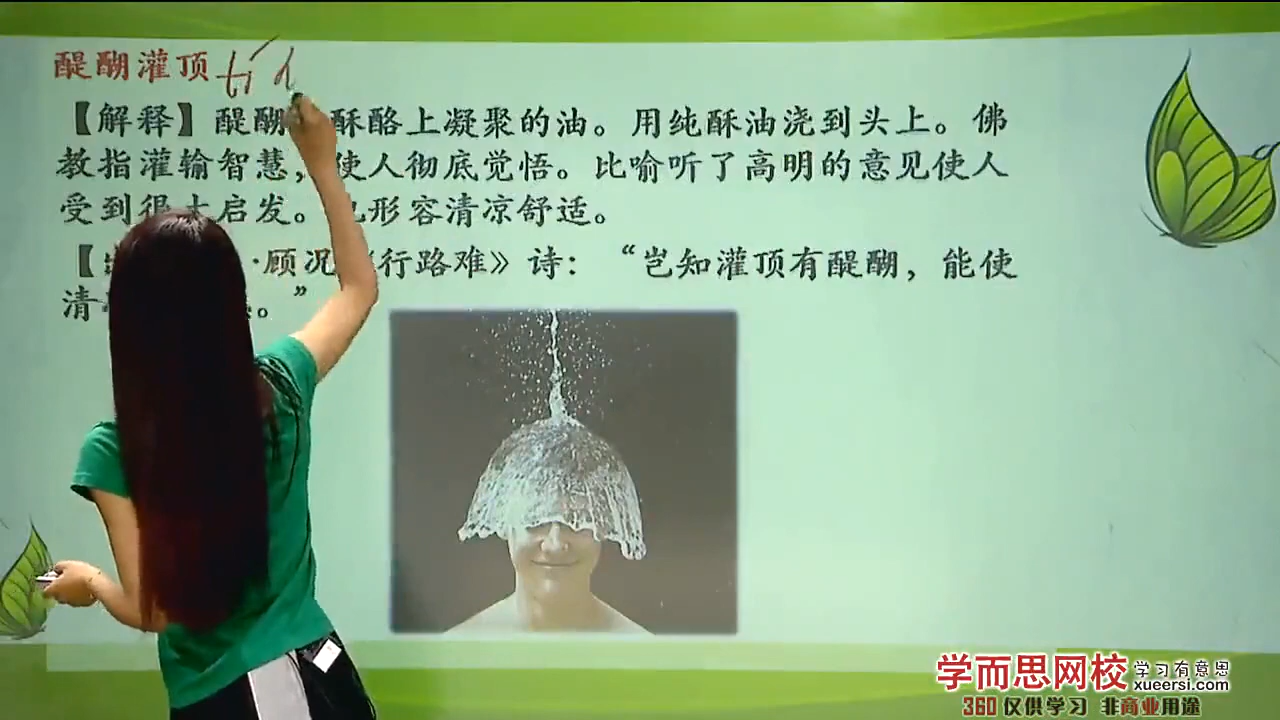 醍醐灌顶 tí
【解释】醍醐 酥酪上凝聚的油。用纯酥油浇到头上。佛
教指灌输智慧，使人彻底觉悟。比喻听了高明的意见使人
受到很大启发。也形容清凉舒适。
【 ·顾况《行路难》诗：“岂知灌顶有醍醐，能使
清 。”
学而思网校 学习有意思
xueersi.com
360 仅供学习 非商业用途